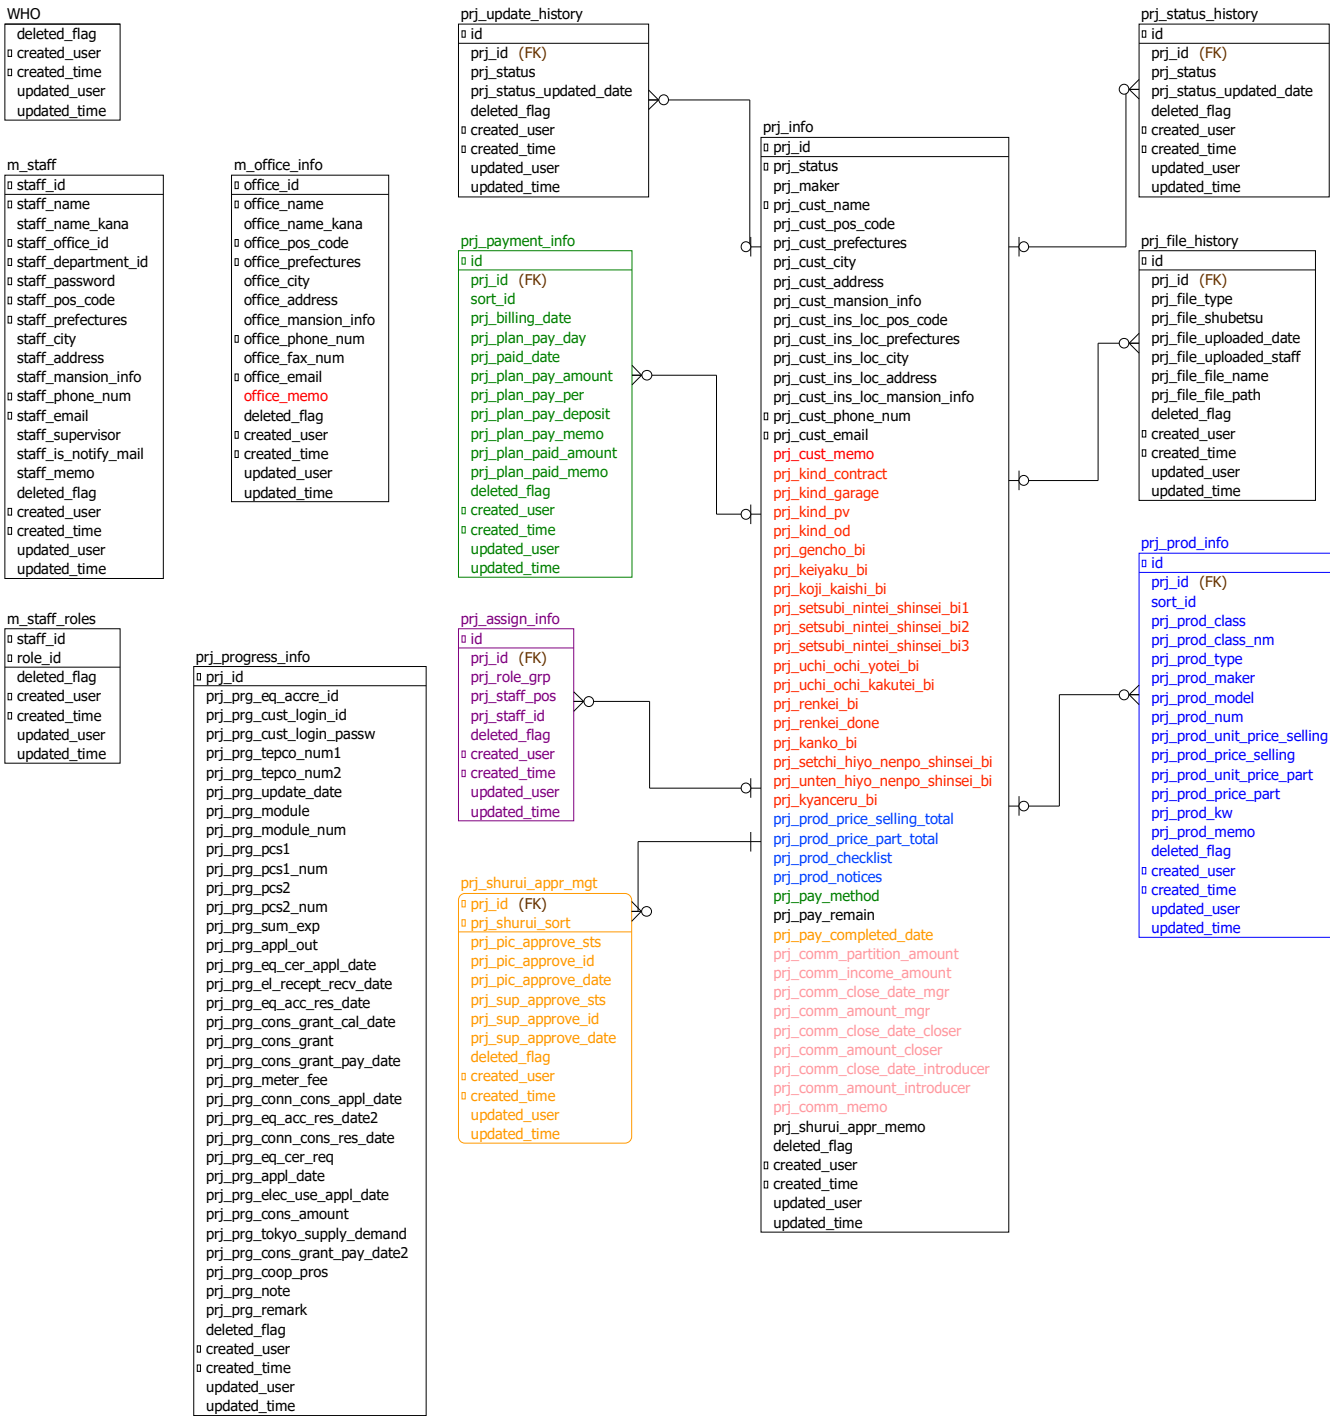 WHO
deleted_flag
created_user
created_time
updated_user
updated_time
m_staff
staff_id
staff_name
staff_name_kana
staff_office_id
staff_department_id
staff_password
staff_pos_code
staff_prefectures
staff_city
staff_address
staff_mansion_info
staff_phone_num
staff_email
staff_supervisor
staff_is_notify_mail
staff_memo
deleted_flag
created_user
created_time
updated_user
updated_time
m_staff_roles
staff_id
role_id
deleted_flag
created_user
created_time
updated_user
updated_time
m_office_info
office_id
office_name
office_name_kana
office_pos_code
office_prefectures
office_city
office_address
office_mansion_info
office_phone_num
office_fax_num
office_email
office_memo
deleted_flag
created_user
created_time
updated_user
updated_time
prj_progress_info
prj_id
prj_prg_eq_accre_id
prj_prg_cust_login_id
prj_prg_cust_login_passw
prj_prg_tepco_num1
prj_prg_tepco_num2
prj_prg_update_date
prj_prg_module
prj_prg_module_num
prj_prg_pcs1
prj_prg_pcs1_num
prj_prg_pcs2
prj_prg_pcs2_num
prj_prg_sum_exp
prj_prg_appl_out
prj_prg_eq_cer_appl_date
prj_prg_el_recept_recv_date
prj_prg_eq_acc_res_date
prj_prg_cons_grant_cal_date
prj_prg_cons_grant
prj_prg_cons_grant_pay_date
prj_prg_meter_fee
prj_prg_conn_cons_appl_date
prj_prg_eq_acc_res_date2
prj_prg_conn_cons_res_date
prj_prg_eq_cer_req
prj_prg_appl_date
prj_prg_elec_use_appl_date
prj_prg_cons_amount
prj_prg_tokyo_supply_demand
prj_prg_cons_grant_pay_date2
prj_prg_coop_pros
prj_prg_note
prj_prg_remark
deleted_flag
created_user
created_time
updated_user
updated_time
prj_update_history
id
prj_id (FK)
prj_status
prj_status_updated_date
deleted_flag
created_user
created_time
updated_user
updated_time
prj_payment_info
id
prj_id (FK)
sort_id
prj_billing_date
prj_plan_pay_day
prj_paid_date
prj_plan_pay_amount
prj_plan_pay_per
prj_plan_pay_deposit
prj_plan_pay_memo
prj_plan_paid_amount
prj_plan_paid_memo
deleted_flag
created_user
created_time
updated_user
updated_time
prj_assign_info
id
prj_id (FK)
prj_role_grp
prj_staff_pos
prj_staff_id
deleted_flag
created_user
created_time
updated_user
updated_time
prj_shurui_appr_mgt
prj_id (FK)
prj_shurui_sort
prj_pic_approve_sts
prj_pic_approve_id
prj_pic_approve_date
prj_sup_approve_sts
prj_sup_approve_id
prj_sup_approve_date
deleted_flag
created_user
created_time
updated_user
updated_time
prj_info
prj_id
prj_status
prj_maker
prj_cust_name
prj_cust_pos_code
prj_cust_prefectures
prj_cust_city
prj_cust_address
prj_cust_mansion_info
prj_cust_ins_loc_pos_code
prj_cust_ins_loc_prefectures
prj_cust_ins_loc_city
prj_cust_ins_loc_address
prj_cust_ins_loc_mansion_info
prj_cust_phone_num
prj_cust_email
prj_cust_memo
prj_kind_contract
prj_kind_garage
prj_kind_pv
prj_kind_od
prj_gencho_bi
prj_keiyaku_bi
prj_koji_kaishi_bi
prj_setsubi_nintei_shinsei_bi1
prj_setsubi_nintei_shinsei_bi2
prj_setsubi_nintei_shinsei_bi3
prj_uchi_ochi_yotei_bi
prj_uchi_ochi_kakutei_bi
prj_renkei_bi
prj_renkei_done
prj_kanko_bi
prj_setchi_hiyo_nenpo_shinsei_bi
prj_unten_hiyo_nenpo_shinsei_bi
prj_kyanceru_bi
prj_prod_price_selling_total
prj_prod_price_part_total
prj_prod_checklist
prj_prod_notices
prj_pay_method
prj_pay_remain
prj_pay_completed_date
prj_comm_partition_amount
prj_comm_income_amount
prj_comm_close_date_mgr
prj_comm_amount_mgr
prj_comm_close_date_closer
prj_comm_amount_closer
prj_comm_close_date_introducer
prj_comm_amount_introducer
prj_comm_memo
prj_shurui_appr_memo
deleted_flag
created_user
created_time
updated_user
updated_time
prj_status_history
id
prj_id (FK)
prj_status
prj_status_updated_date
deleted_flag
created_user
created_time
updated_user
updated_time
prj_file_history
id
prj_id (FK)
prj_file_type
prj_file_shubetsu
prj_file_uploaded_date
prj_file_uploaded_staff
prj_file_file_name
prj_file_file_path
deleted_flag
created_user
created_time
updated_user
updated_time
prj_prod_info
id
prj_id (FK)
sort_id
prj_prod_class
prj_prod_class_nm
prj_prod_type
prj_prod_maker
prj_prod_model
prj_prod_num
prj_prod_unit_price_selling
prj_prod_price_selling
prj_prod_unit_price_part
prj_prod_price_part
prj_prod_kw
prj_prod_memo
deleted_flag
created_user
created_time
updated_user
updated_time